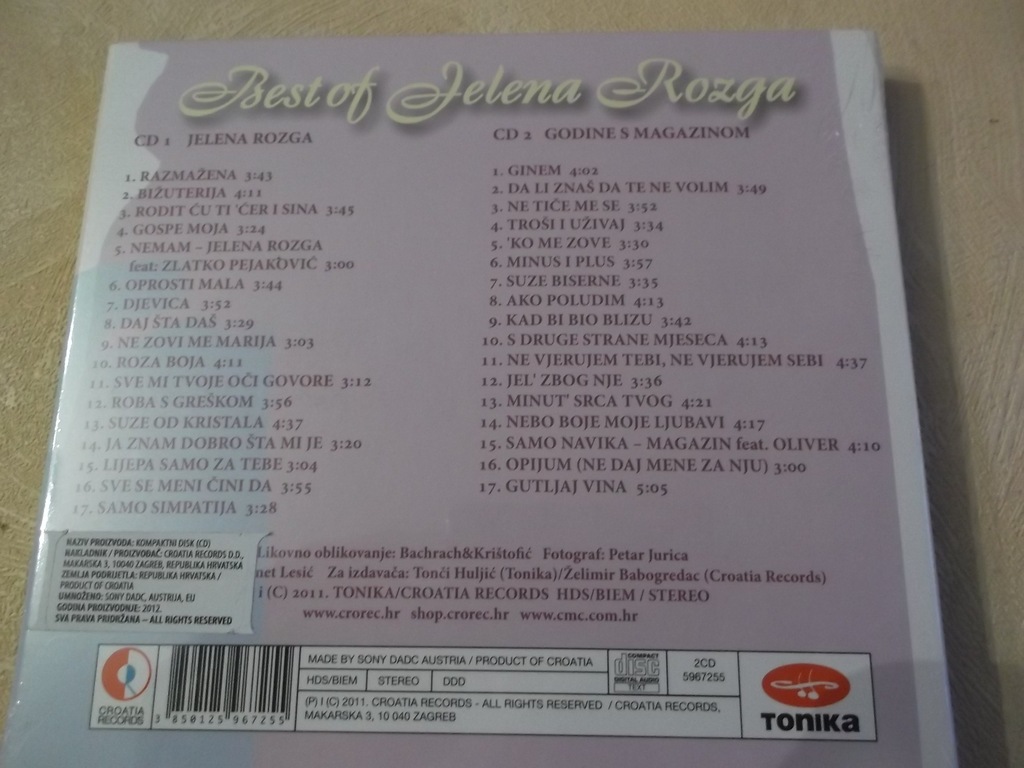 Best of Jelena Rozga
CD 1 JELENA ROZGA
1. RAZMAŽENA 3:43
2. BIŽUTERIJA 4:11
3. RODIT ĆU TI 'ĆER I SINA 3:45
4. GOSPE MOJA 3:24
5. NEMAM – JELENA ROZGA
feat: ZLATKO PEJAKOVIĆ 3:00
6. OPROSTI MALA 3:44
7. DJEVICA 3:52
8. DAJ ŠTA DAŠ 3:29
9. NE ZOVI ME MARIJA 3:03
10. ROZA BOJA 4:11
11. SVE MI TVOJE OČI GOVORE 3:12
12. ROBA S GREŠKOM 3:56
13. SUZE OD KRISTALA 4:37
14. JA ZNAM DOBRO ŠTA MI JE 3:20
15. LIJEPA SAMO ZA TEBE 3:04
16. SVE SE MENI ČINI DA 3:55
17. SAMO SIMPATIJA 3:28
CD 2 GODINE S MAGAZINOM
1. GINEM 4:02
2. DA LI ZNAŠ DA TE NE VOLIM 3:49
3. NE TIČE ME SE 3:52
4. TROŠI I UŽIVAJ 3:34
5. 'KO ME ZOVE 3:30
6. MINUS I PLUS 3:57
7. SUZE BISERNE 3:35
8. AKO POLUDIM 4:13
9. KAD BI BIO BLIZU 3:42
10. S DRUGE STRANE MJESECA 4:13
11. NE VJERUJEM TEBI, NE VJERUJEM SEBI 4:37
12. JEL' ZBOG NJE 3:36
13. MINUT' SRCA TVOG 4:21
14. NEBO BOJE MOJE LJUBAVI 4:17
15. SAMO NAVIKA – MAGAZIN feat. OLIVER 4:10
16. OPIJUM (NE DAJ MENE ZA NJU) 3:00
17. GUTLJAJ VINA 5:05
NAZIV PROIZVODA: KOMPAKTNI DISK (CD)
NAKLADNIK / PROIZVOĐAČ: CROATIA RECORDS D.D.,
MAKARSKA 3, 10040 ZAGREB, REPUBLIKA HRVATSKA
ZEMLJA PODRIJETLA: REPUBLIKA HRVATSKA /
PRODUCT OF CROATIA
UMNOŽENO: SONY DADC, AUSTRIJA, EU
GODINA PROIZVODNJE: 2012.
SVA PRAVA PRIDRŽANA – ALL RIGHTS RESERVED
Likovno oblikovanje: Bachrach&Krištofić Fotograf: Petar Jurica
net Lesić Za izdavača: Tonči Huljić (Tonika)/Želimir Babogredac (Croatia Records)
i (C) 2011. TONIKA/CROATIA RECORDS HDS/BIEM / STEREO
www.crorec.hr shop.crorec.hr www.cmc.com.hr
CROATIA
RECORDS
3 850125 967255
MADE BY SONY DADC AUSTRIA / PRODUCT OF CROATIA
HDS/BIEM STEREO DDD
(P) I (C) 2011. CROATIA RECORDS - ALL RIGHTS RESERVED / CROATIA RECORDS,
MAKARSKA 3, 10 040 ZAGREB
COMPACT
disc
DIGITAL AUDIO
TEXT
2CD
5967255
TONIKA